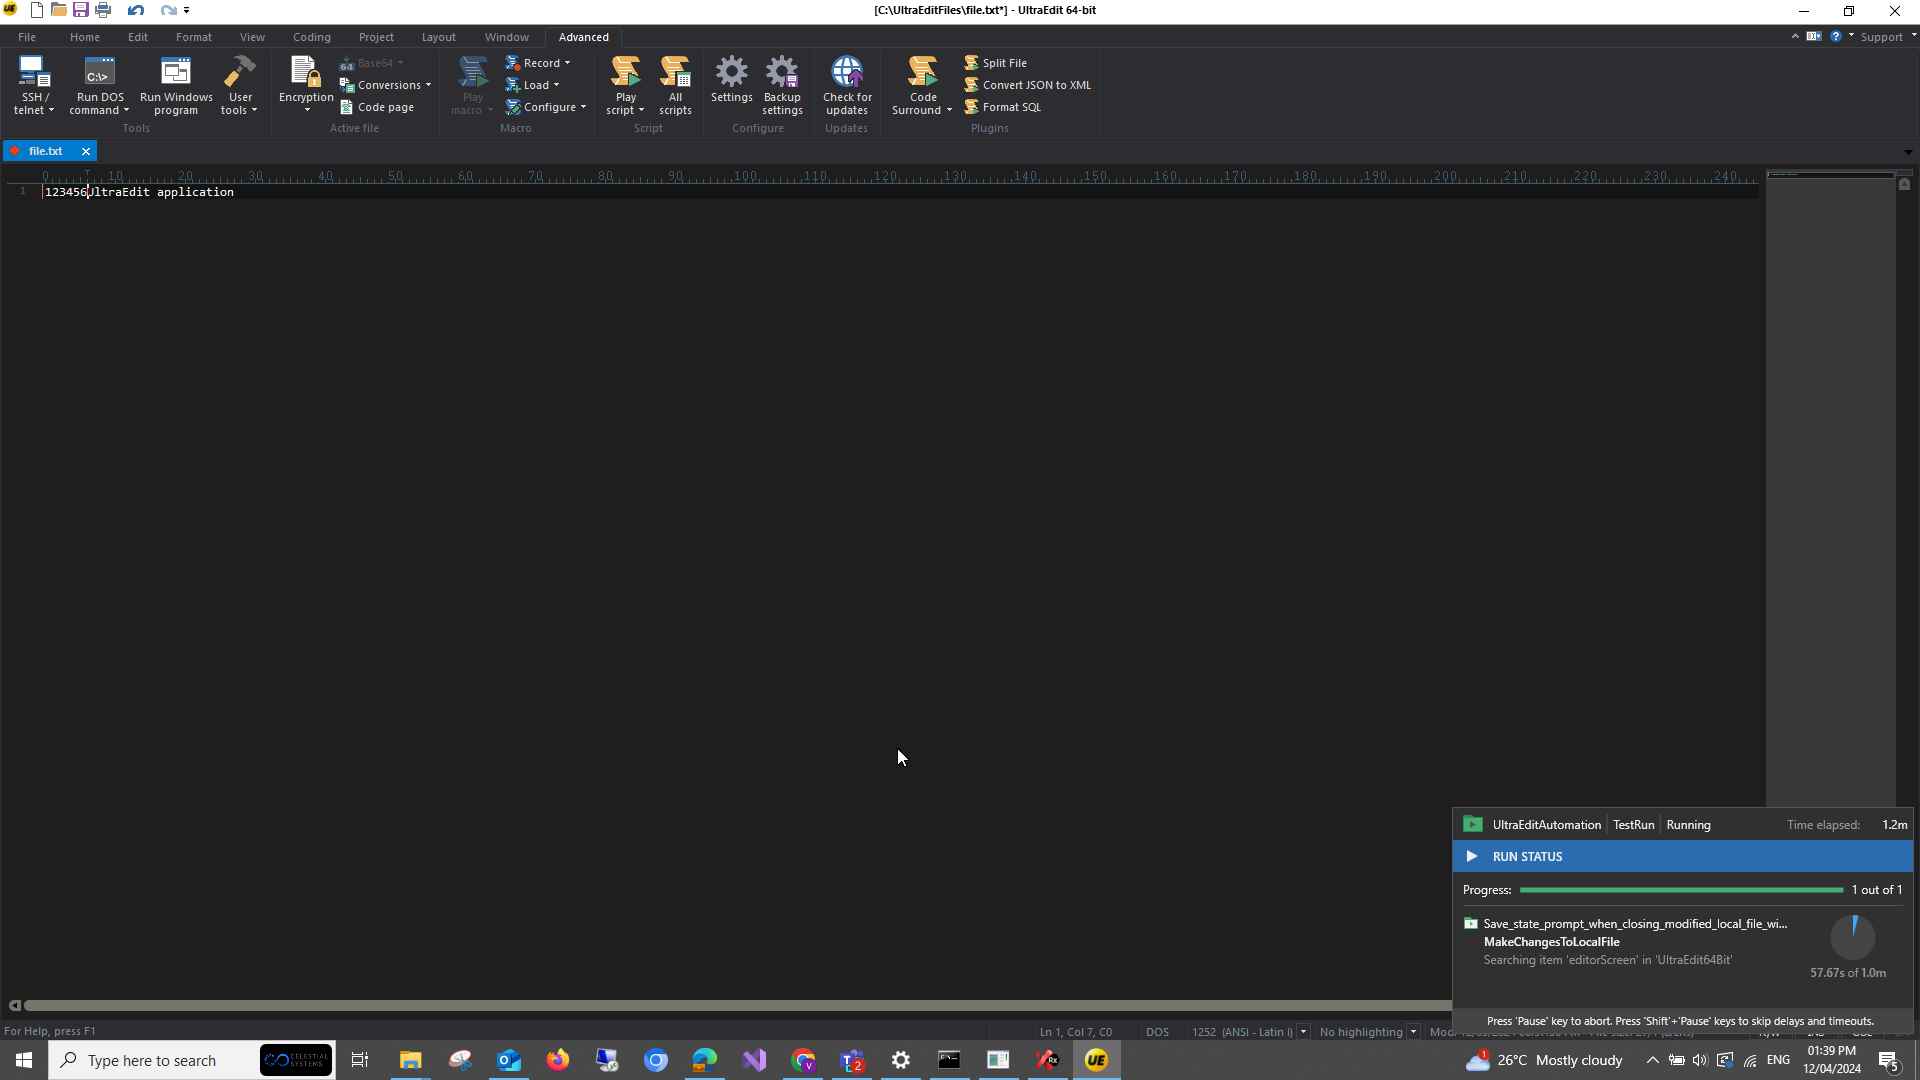 [C:\UltraEditFiles\file.txt*] - UltraEdit 64-bit
File Home Edit Format View Coding Project Layout Window Advanced Support
SSH / telnet
Run DOS command
Run Windows program
User tools
Tools
Encryption
Base64
Conversions
Code page
Active file
Play macro
Record
Load
Configure
Macro
Play script
All scripts
Script
Settings
Backup settings
Configure
Check for updates
Updates
Code Surround
Split File
Convert JSON to XML
Format SQL
Plugins
file.txt
0 10 20 30 40 50 60 70 80 90 100 110 120 130 140 150 160 170 180 190 200 210 220 230 240
1 123456UltraEdit application
UltraEditAutomation TestRun Running Time elapsed: 1.2m
RUN STATUS
Progress: 1 out of 1
Save_state_prompt_when_closing_modified_local_file_wi...
MakeChangesToLocalFile
Searching item 'editorScreen' in 'UltraEdit64Bit'
57.67s of 1.0m
Press 'Pause' key to abort. Press 'Shift'+'Pause' keys to skip delays and timeouts.
For Help, press F1
Ln 1, Col 7, C0 DOS 1252 (ANSI - Latin I) No highlighting
Type here to search
CELESTIAL SYSTEMS
26°C Mostly cloudy ENG
01:39 PM
12/04/2024